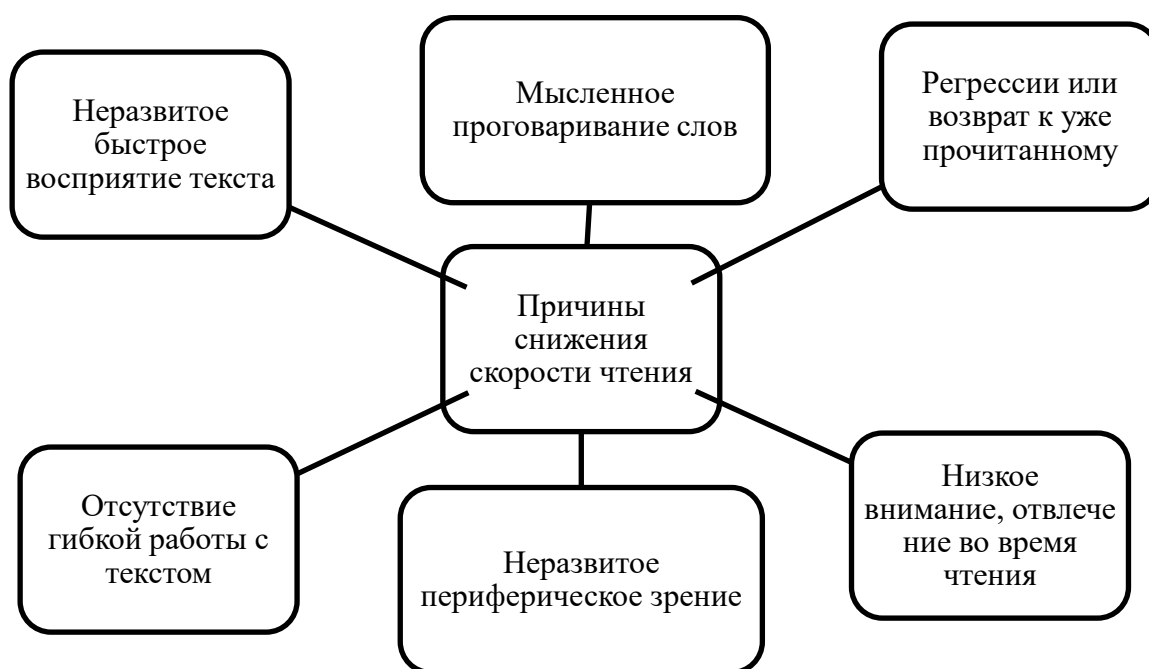 Неразвитое
быстрое
восприятие текста
Мысленное
проговаривание слов
Регрессии или
возврат к уже
прочитанному
Причины
снижения
скорости чтения
Отсутствие
гибкой работы с
текстом
Неразвитое
периферическое зрение
Низкое
внимание, отвлече
ние во время
чтения